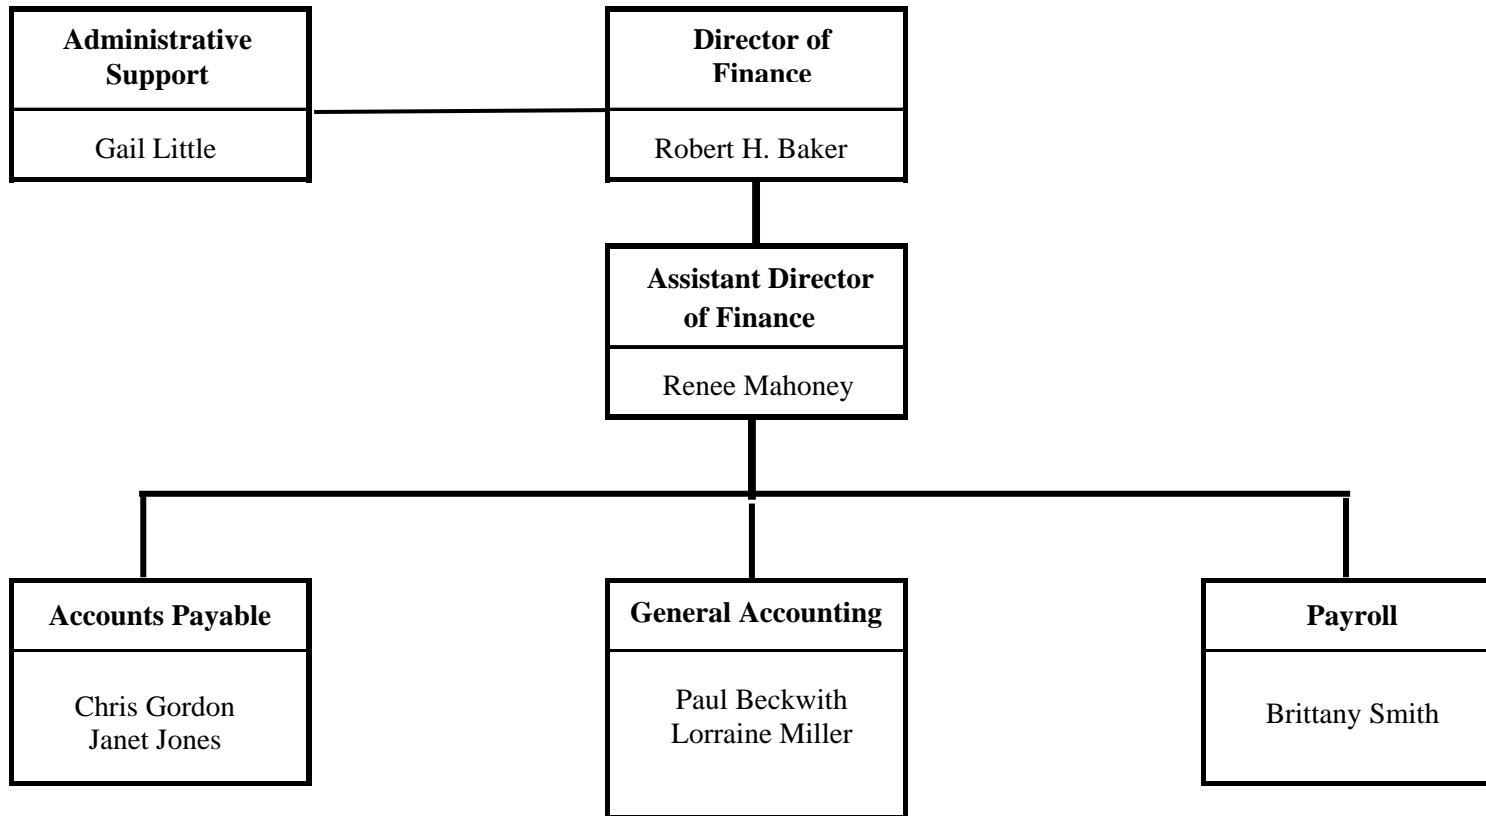 Administrative
Support
Gail Little
Director of
Finance
Robert H. Baker
Assistant Director
of Finance
Renee Mahoney
Accounts Payable
Chris Gordon
Janet Jones
General Accounting
Paul Beckwith
Lorraine Miller
Payroll
Brittany Smith